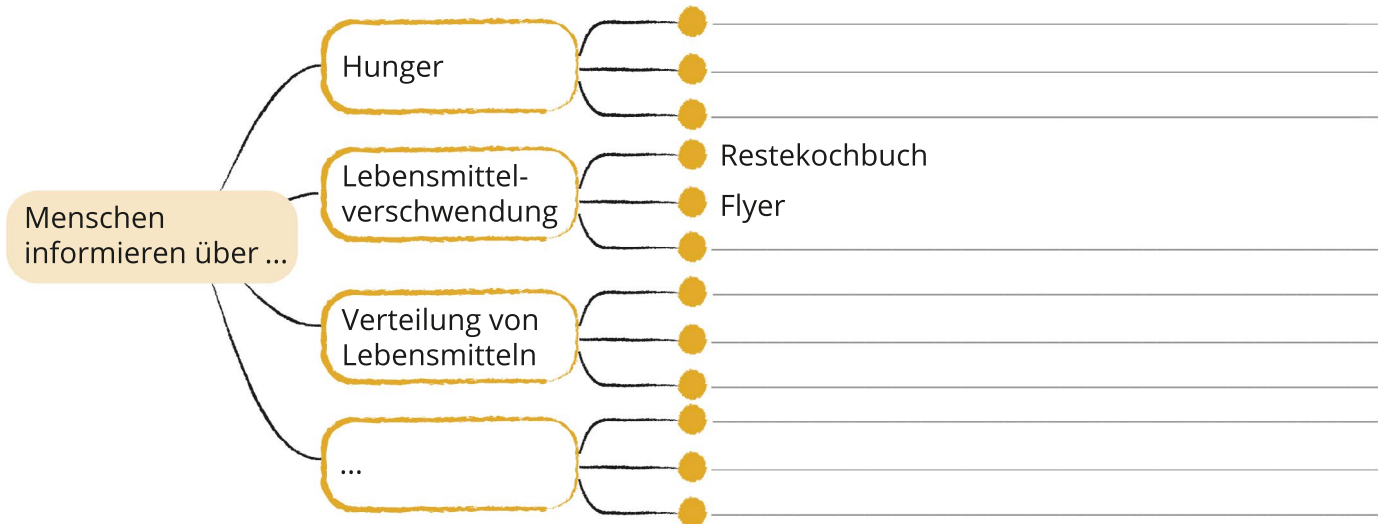 Hunger
Restekochbuch
Lebensmittel-
verschwendung
Flyer
Menschen
informieren über ...
Verteilung von
Lebensmitteln
...